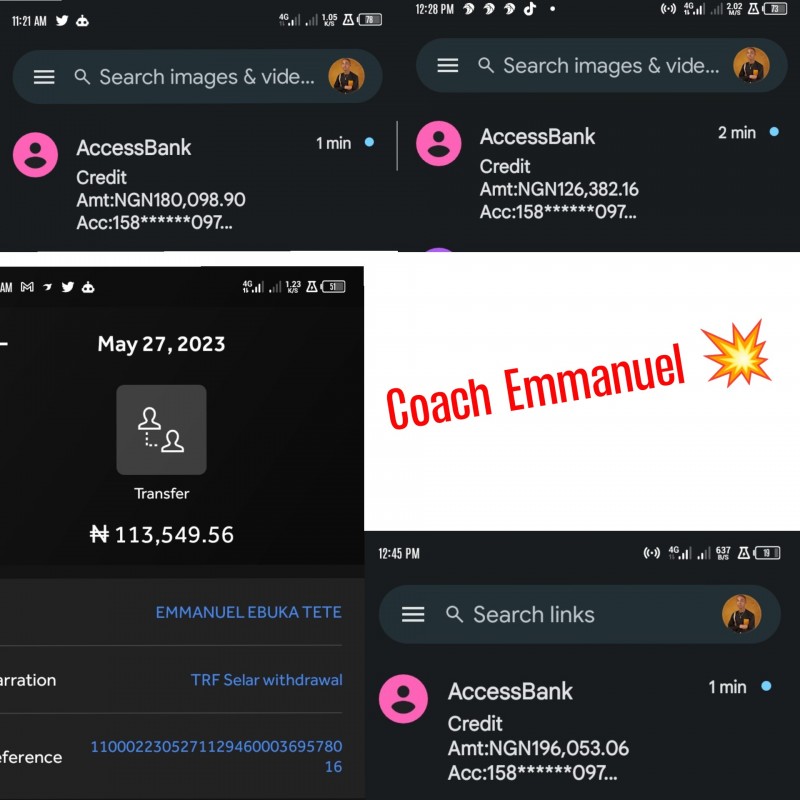 11:21 AM
4G
1.05 K/S
78
Search images & vide...
AccessBank
1 min
Credit
Amt:NGN180,098.90
Acc:158******097...
12:28 PM
4G
2.02 M/S
73
Search images & vide...
AccessBank
2 min
Credit
Amt:NGN126,382.16
Acc:158******097...
AM
4G
1.23 K/S
51
May 27, 2023
Transfer
₦ 113,549.56
EMMANUEL EBUKA TETE
arration
TRF Selar withdrawal
eference
1100022305271129460003695780
16
Coach Emmanuel
12:45 PM
4G
637 B/S
19
Search links
AccessBank
1 min
Credit
Amt:NGN196,053.06
Acc:158******097...